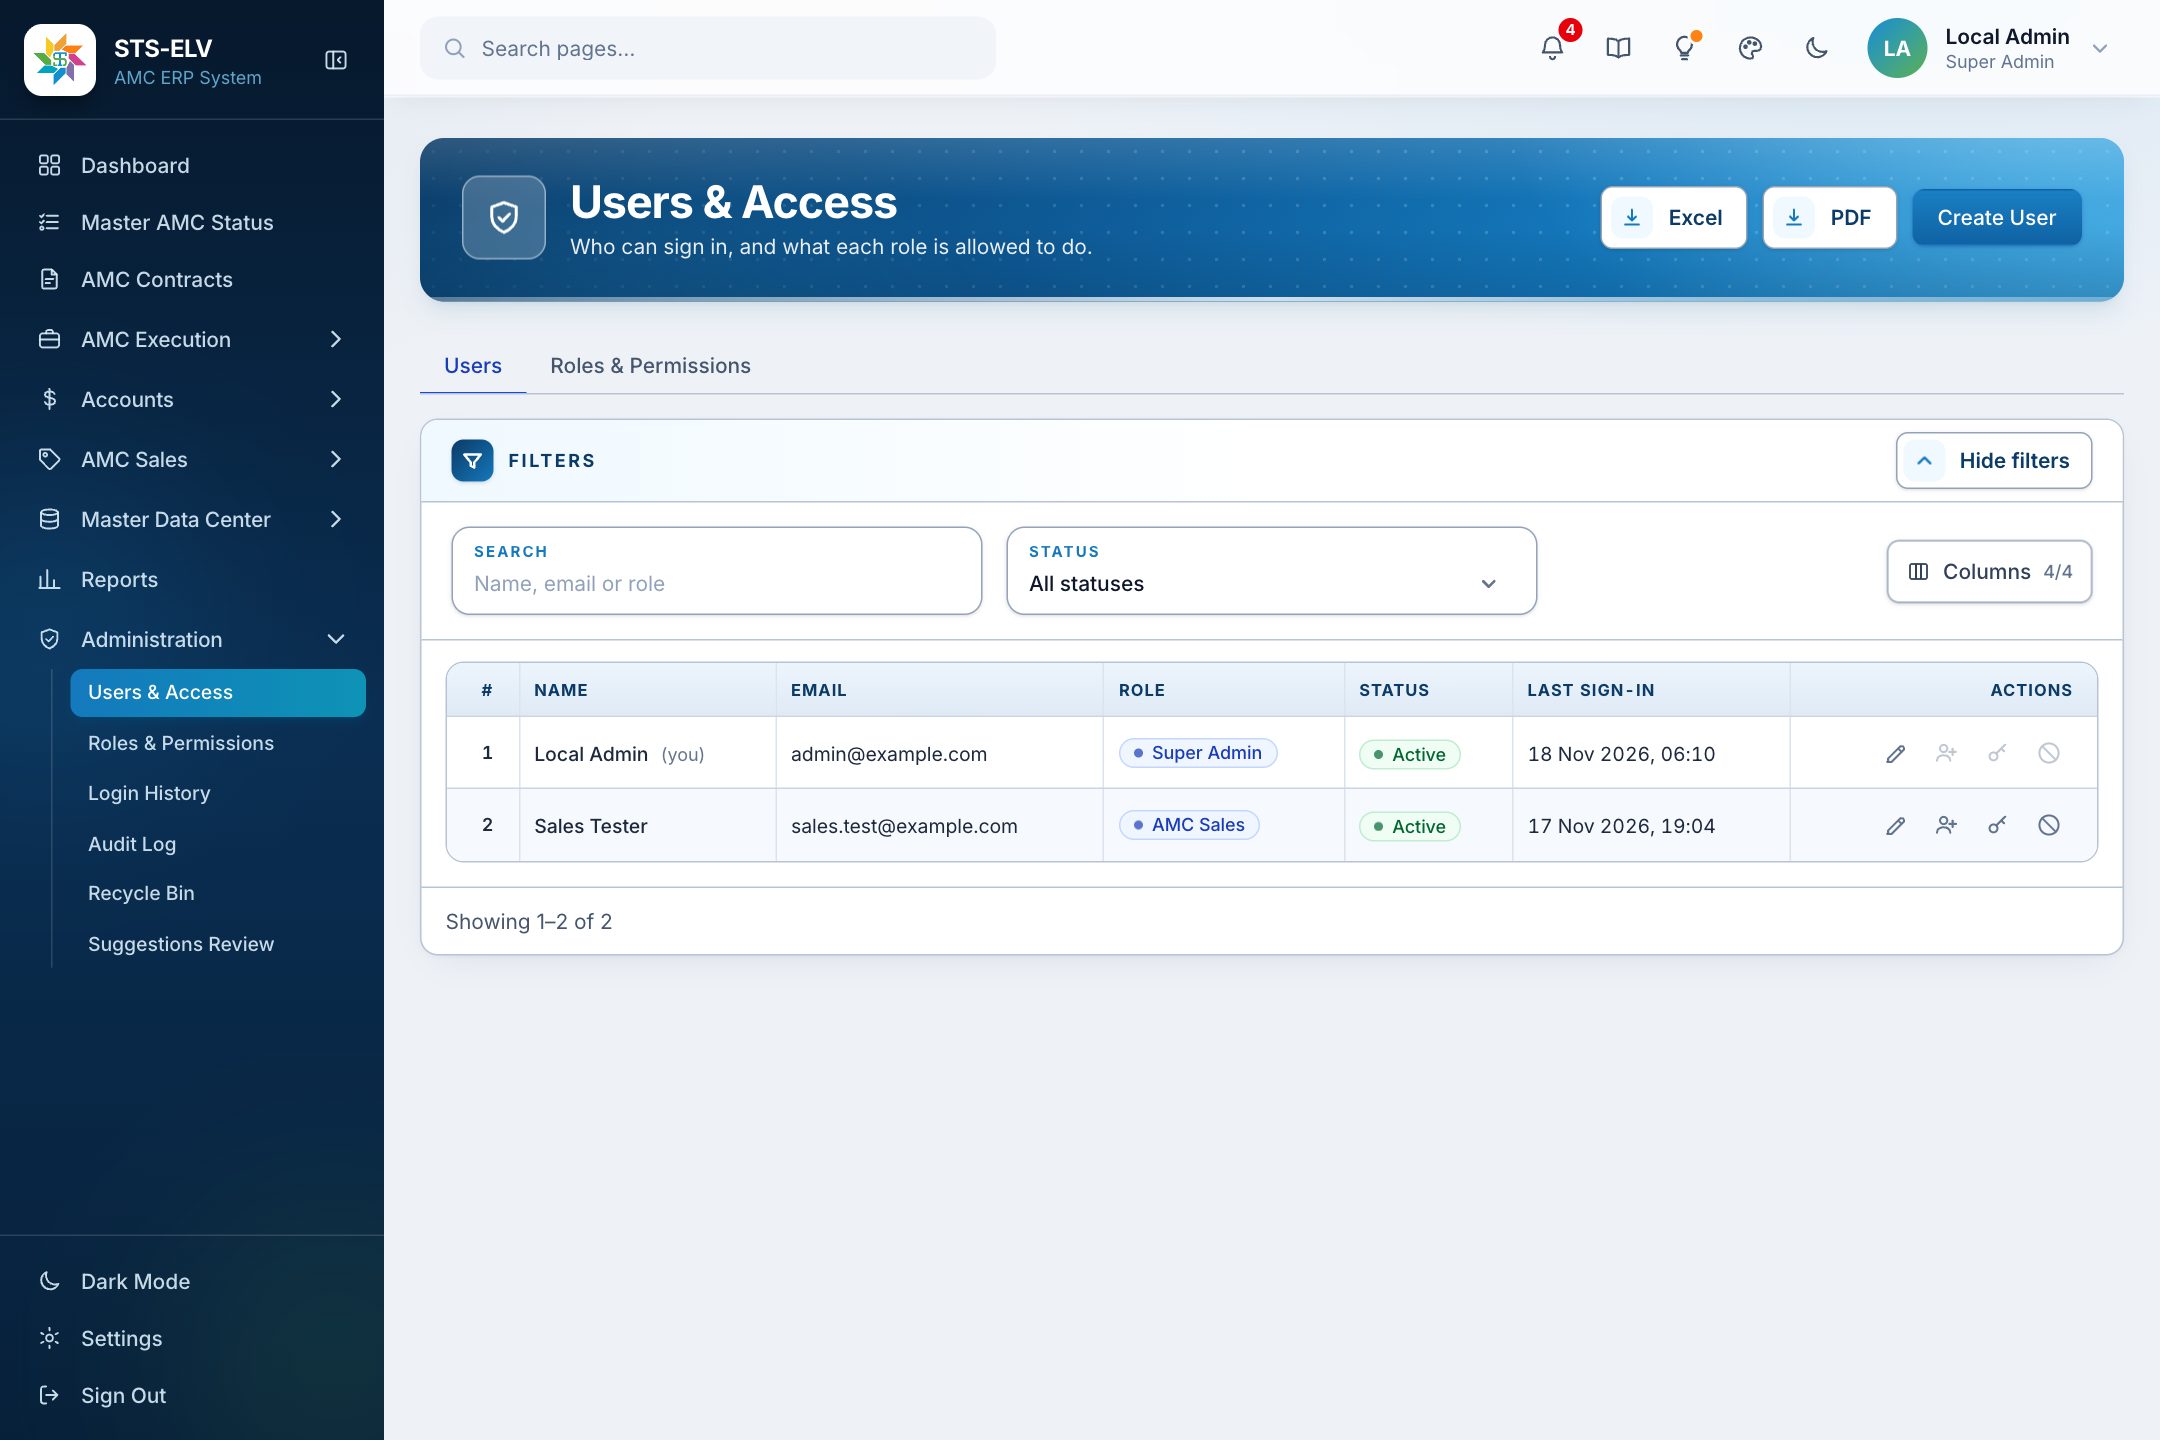 STS-ELV
AMC ERP System
Dashboard
Master AMC Status
AMC Contracts
AMC Execution
Accounts
AMC Sales
Master Data Center
Reports
Administration
Users & Access
Roles & Permissions
Login History
Audit Log
Recycle Bin
Suggestions Review
Dark Mode
Settings
Sign Out
Search pages...
4
LA
Local Admin
Super Admin
Users & Access
Who can sign in, and what each role is allowed to do.
Excel
PDF
Create User
Users
Roles & Permissions
FILTERS
Hide filters
SEARCH
Name, email or role
STATUS
All statuses
Columns 4/4
# NAME EMAIL ROLE STATUS LAST SIGN-IN ACTIONS
1 Local Admin (you) admin@example.com Super Admin Active 18 Nov 2026, 06:10
2 Sales Tester sales.test@example.com AMC Sales Active 17 Nov 2026, 19:04
Showing 1–2 of 2